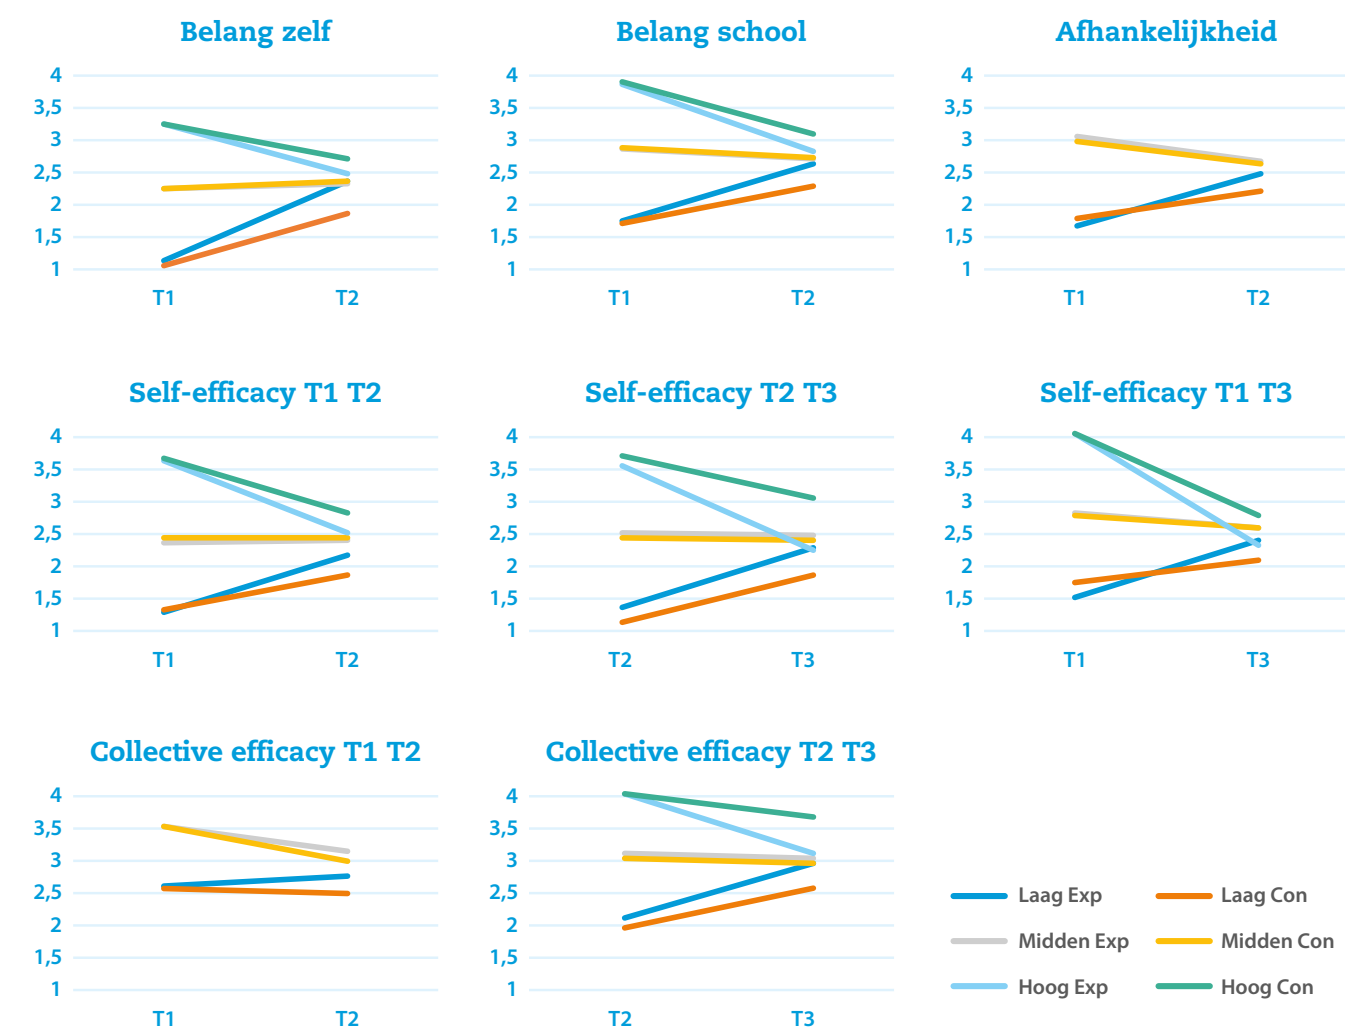 Belang zelf
4
3,5
3
2,5
2
1,5
1
T1 T2
Belang school
4
3,5
3
2,5
2
1,5
1
T1 T2
Afhankelijkheid
4
3,5
3
2,5
2
1,5
1
T1 T2
Self-efficacy T1 T2
4
3,5
3
2,5
2
1,5
1
T1 T2
Self-efficacy T2 T3
4
3,5
3
2,5
2
1,5
1
T2 T3
Self-efficacy T1 T3
4
3,5
3
2,5
2
1,5
1
T1 T3
Collective efficacy T1 T2
4
3,5
3
2,5
2
1,5
1
T1 T2
Collective efficacy T2 T3
4
3,5
3
2,5
2
1,5
1
T2 T3
Laag Exp Laag Con
Midden Exp Midden Con
Hoog Exp Hoog Con